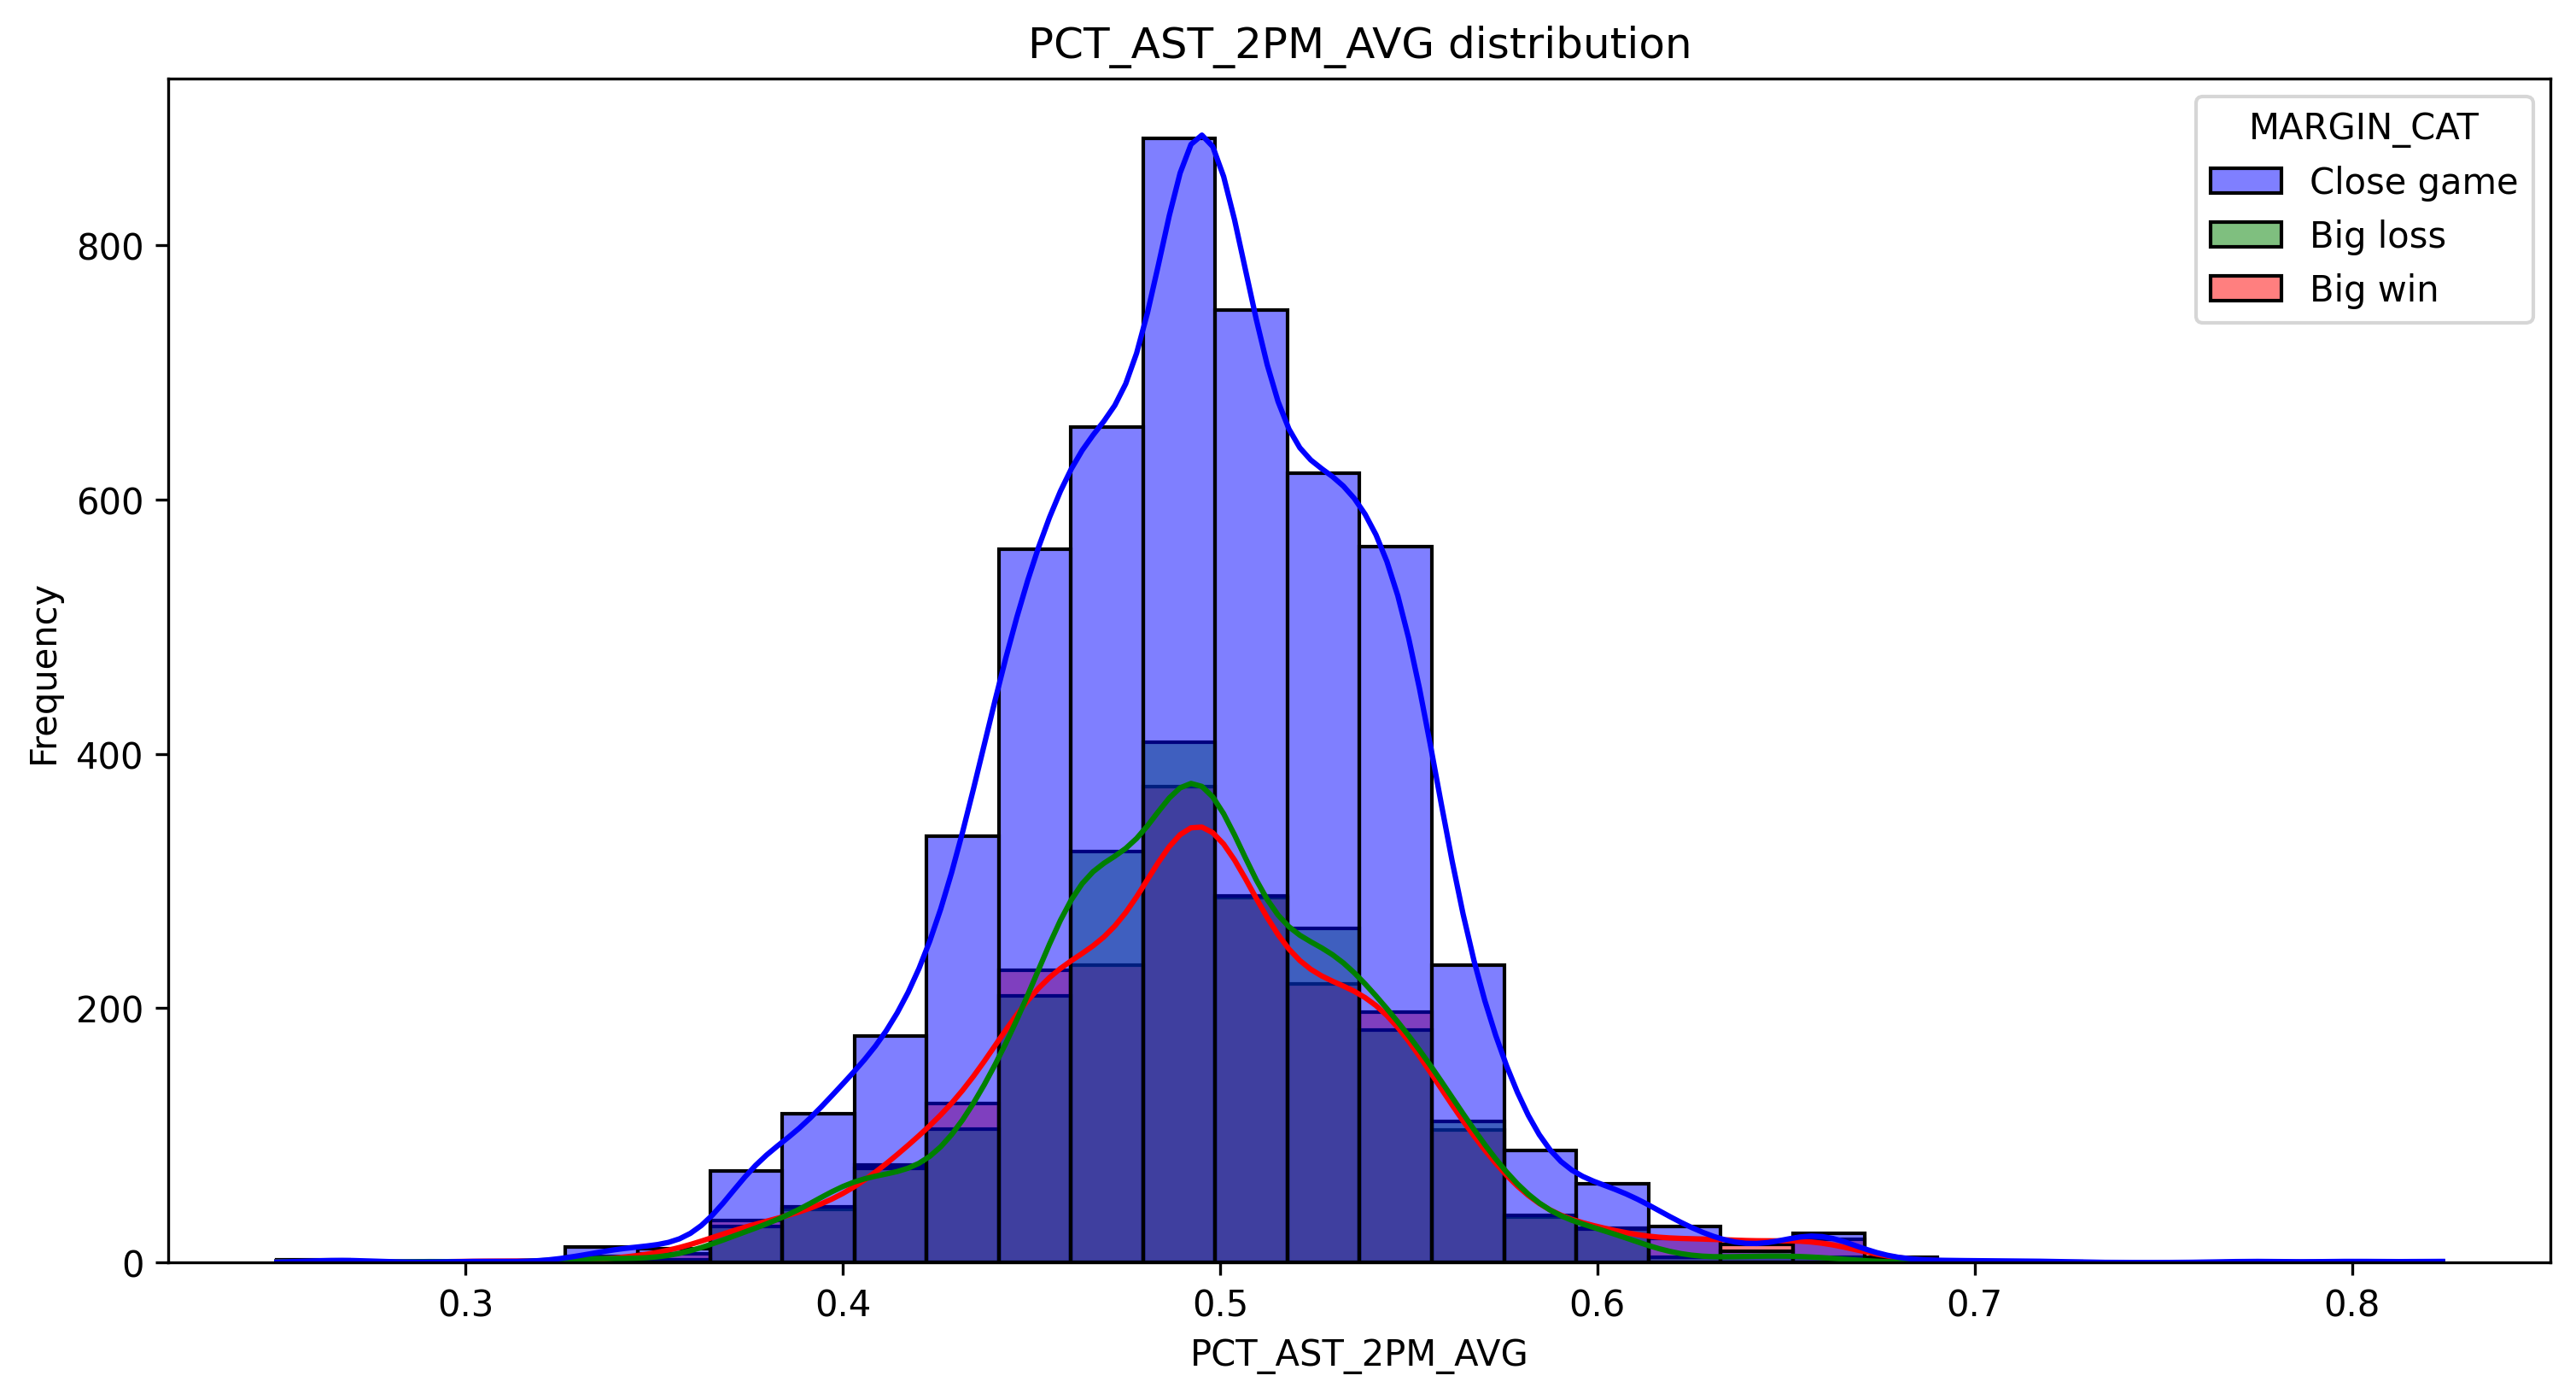 PCT_AST_2PM_AVG distribution
MARGIN_CAT
Close game
Big loss
Big win
Frequency
800
600
400
200
0
0.3 0.4 0.5 0.6 0.7 0.8
PCT_AST_2PM_AVG